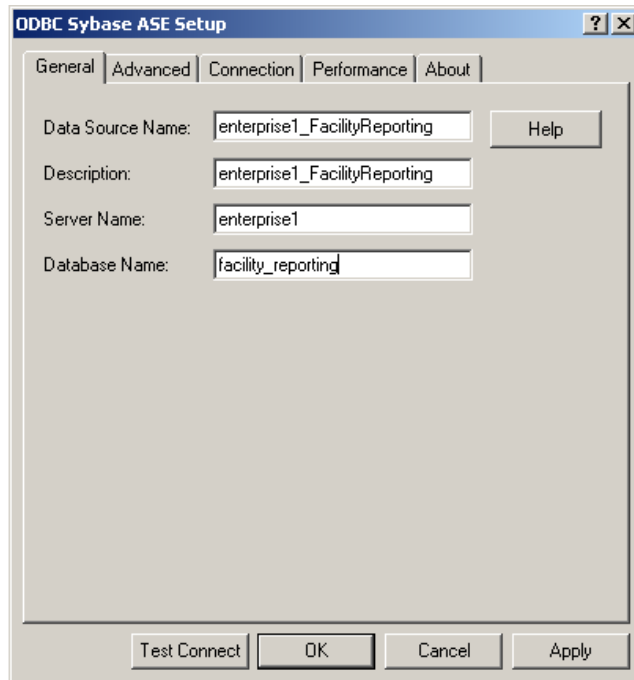 ODBC Sybase ASE Setup
General Advanced Connection Performance About
Data Source Name: enterprise1_FacilityReporting Help
Description: enterprise1_FacilityReporting
Server Name: enterprise1
Database Name: facility_reporting
Test Connect OK Cancel Apply